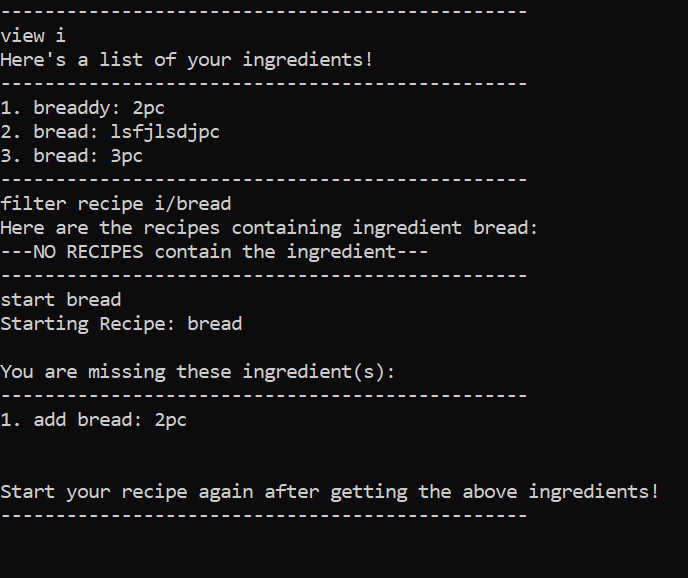 -----------------------------------------------
view i
Here's a list of your ingredients!
-----------------------------------------------
1. breaddy: 2pc
2. bread: lsfjlsdjpc
3. bread: 3pc
-----------------------------------------------
filter recipe i/bread
Here are the recipes containing ingredient bread:
---NO RECIPES contain the ingredient---
-----------------------------------------------
start bread
Starting Recipe: bread
You are missing these ingredient(s):
-----------------------------------------------
1. add bread: 2pc
Start your recipe again after getting the above ingredients!
-----------------------------------------------